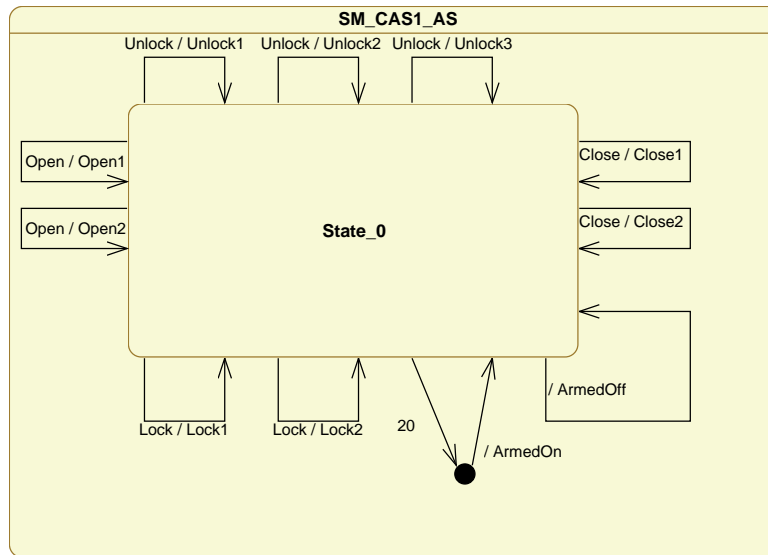 SM_CAS1_AS
Unlock / Unlock1
Unlock / Unlock2
Unlock / Unlock3
Open / Open1
Close / Close1
Open / Open2
Close / Close2
State_0
/ ArmedOff
Lock / Lock1
Lock / Lock2
20
/ ArmedOn